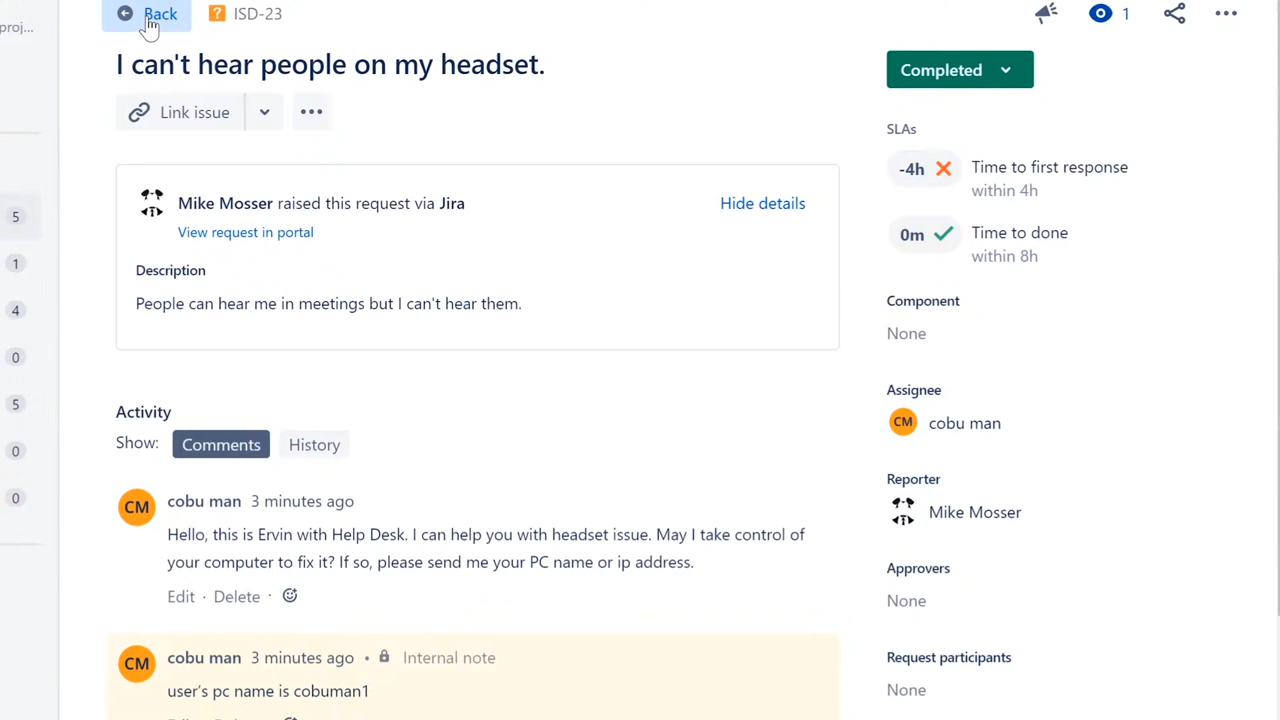 proj...
Back
? ISD-23
1
I can't hear people on my headset.
Completed
Link issue
SLAs
-4h Time to first response
within 4h
Mike Mosser raised this request via Jira
Hide details
View request in portal
0m Time to done
within 8h
Description
People can hear me in meetings but I can't hear them.
Component
None
5
1
4
0
5
0
0
Assignee
CM cobu man
Activity
Show: Comments History
Reporter
Mike Mosser
CM cobu man 3 minutes ago
Hello, this is Ervin with Help Desk. I can help you with headset issue. May I take control of
your computer to fix it? If so, please send me your PC name or ip address.
Edit · Delete ·
Approvers
None
CM cobu man 3 minutes ago • Internal note
user's pc name is cobuman1
Request participants
None